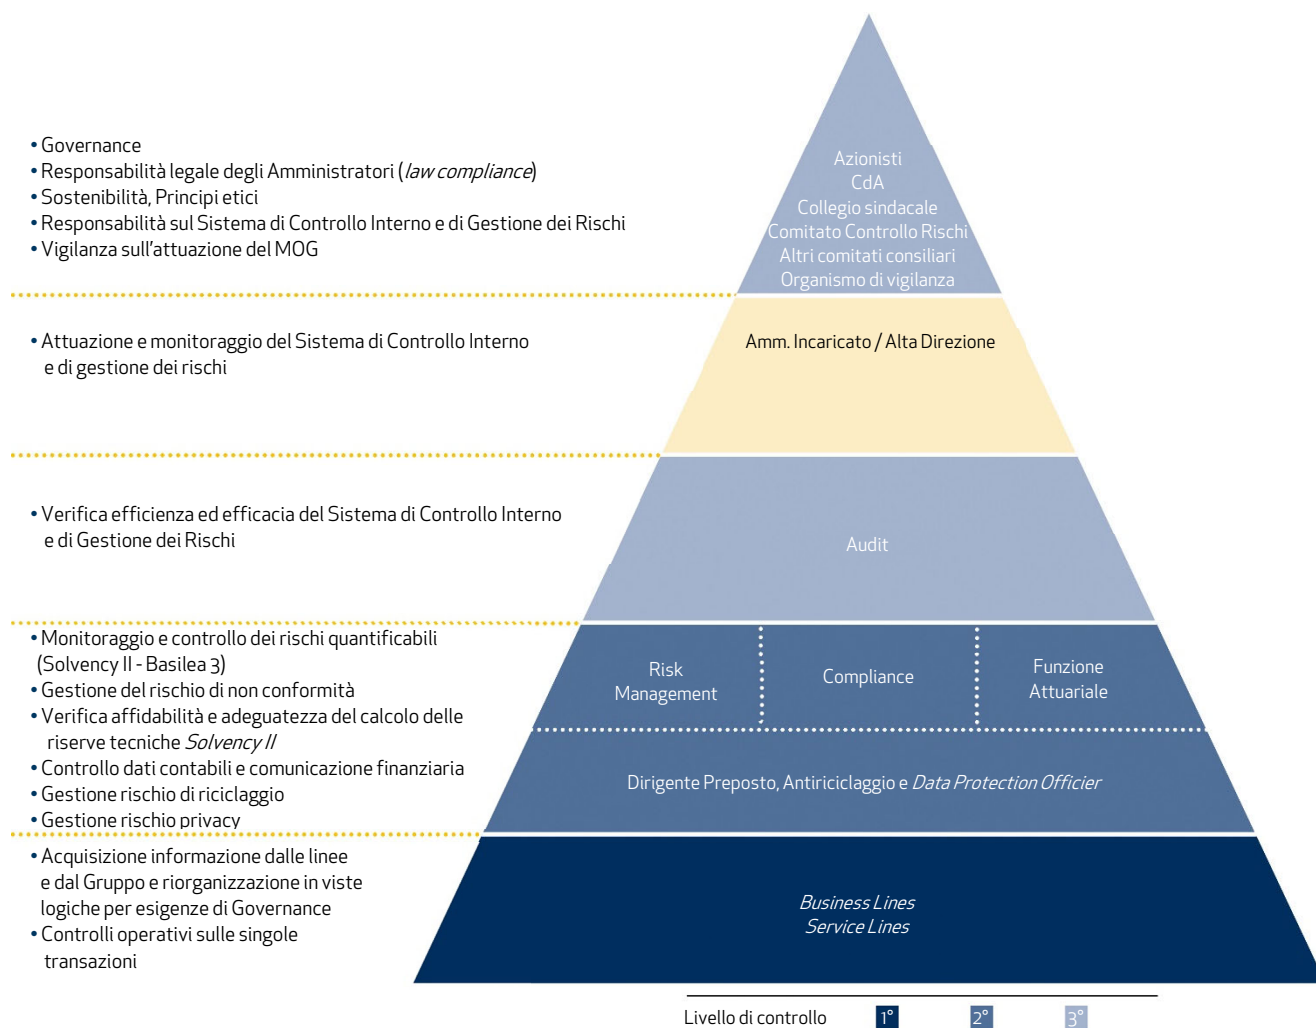 • Governance
• Responsabilità legale degli Amministratori (law compliance)
• Sostenibilità, Principi etici
• Responsabilità sul Sistema di Controllo Interno e di Gestione dei Rischi
• Vigilanza sull'attuazione del MOG
Azionisti
CdA
Collegio sindacale
Comitato Controllo Rischi
Altri comitati consiliari
Organismo di vigilanza
• Attuazione e monitoraggio del Sistema di Controllo Interno
e di gestione dei rischi
Amm. Incaricato / Alta Direzione
• Verifica efficienza ed efficacia del Sistema di Controllo Interno
e di Gestione dei Rischi
Audit
• Monitoraggio e controllo dei rischi quantificabili
(Solvency II - Basilea 3)
• Gestione del rischio di non conformità
• Verifica affidabilità e adeguatezza del calcolo delle
riserve tecniche Solvency II
• Controllo dati contabili e comunicazione finanziaria
• Gestione rischio di riciclaggio
• Gestione rischio privacy
Risk
Management
Compliance
Funzione
Attuariale
Dirigente Preposto, Antiriciclaggio e Data Protection Officier
• Acquisizione informazione dalle linee
e dal Gruppo e riorganizzazione in viste
logiche per esigenze di Governance
• Controlli operativi sulle singole
transazioni
Business Lines
Service Lines
Livello di controllo 1° 2° 3°